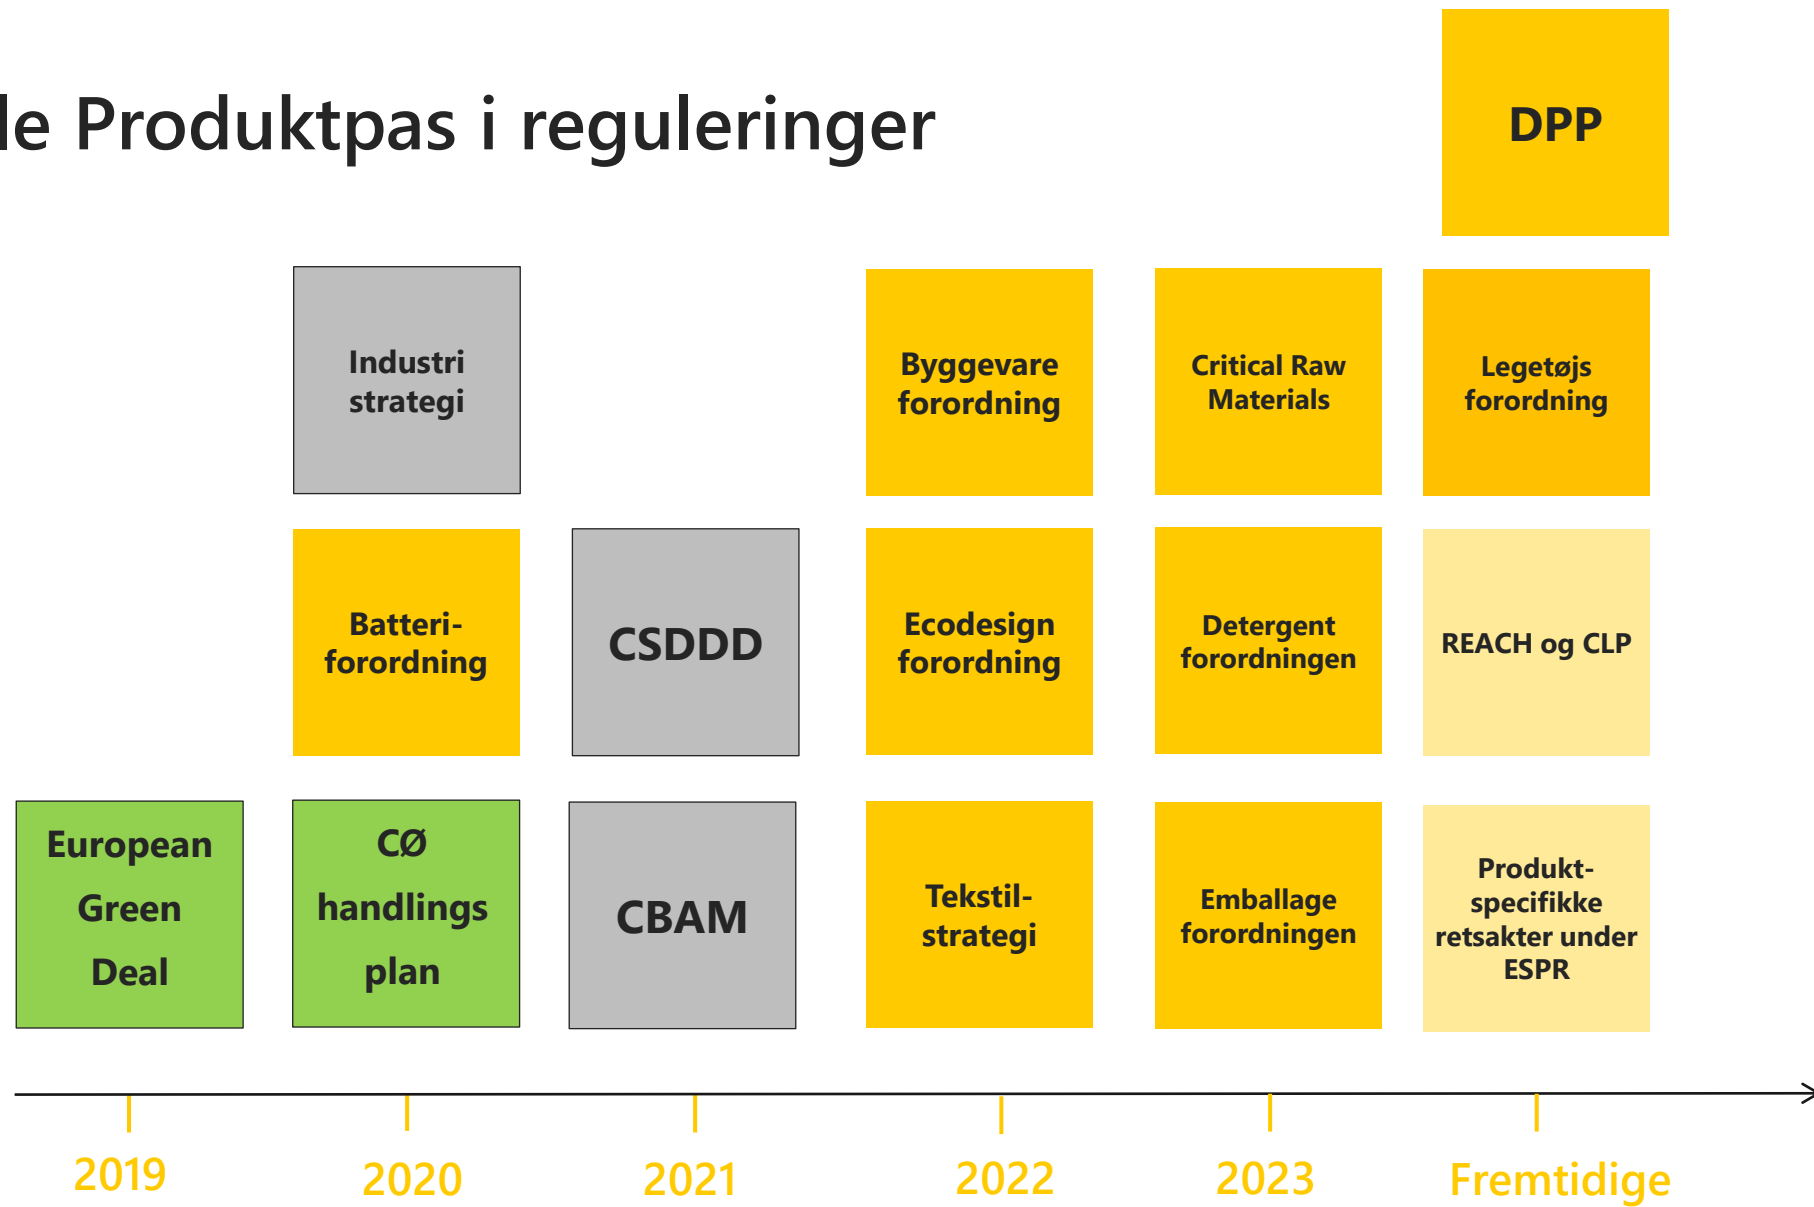 le Produktpas i reguleringer
DPP
Industri
strategi
Byggevare
forordning
Critical Raw
Materials
Legetøjs
forordning
Batteri-
forordning
CSDDD
Ecodesign
forordning
Detergent
forordningen
REACH og CLP
European
Green
Deal
CØ
handlings
plan
CBAM
Tekstil-
strategi
Emballage
forordningen
Produkt-
specifikke
retsakter under
ESPR
2019
2020
2021
2022
2023
Fremtidige